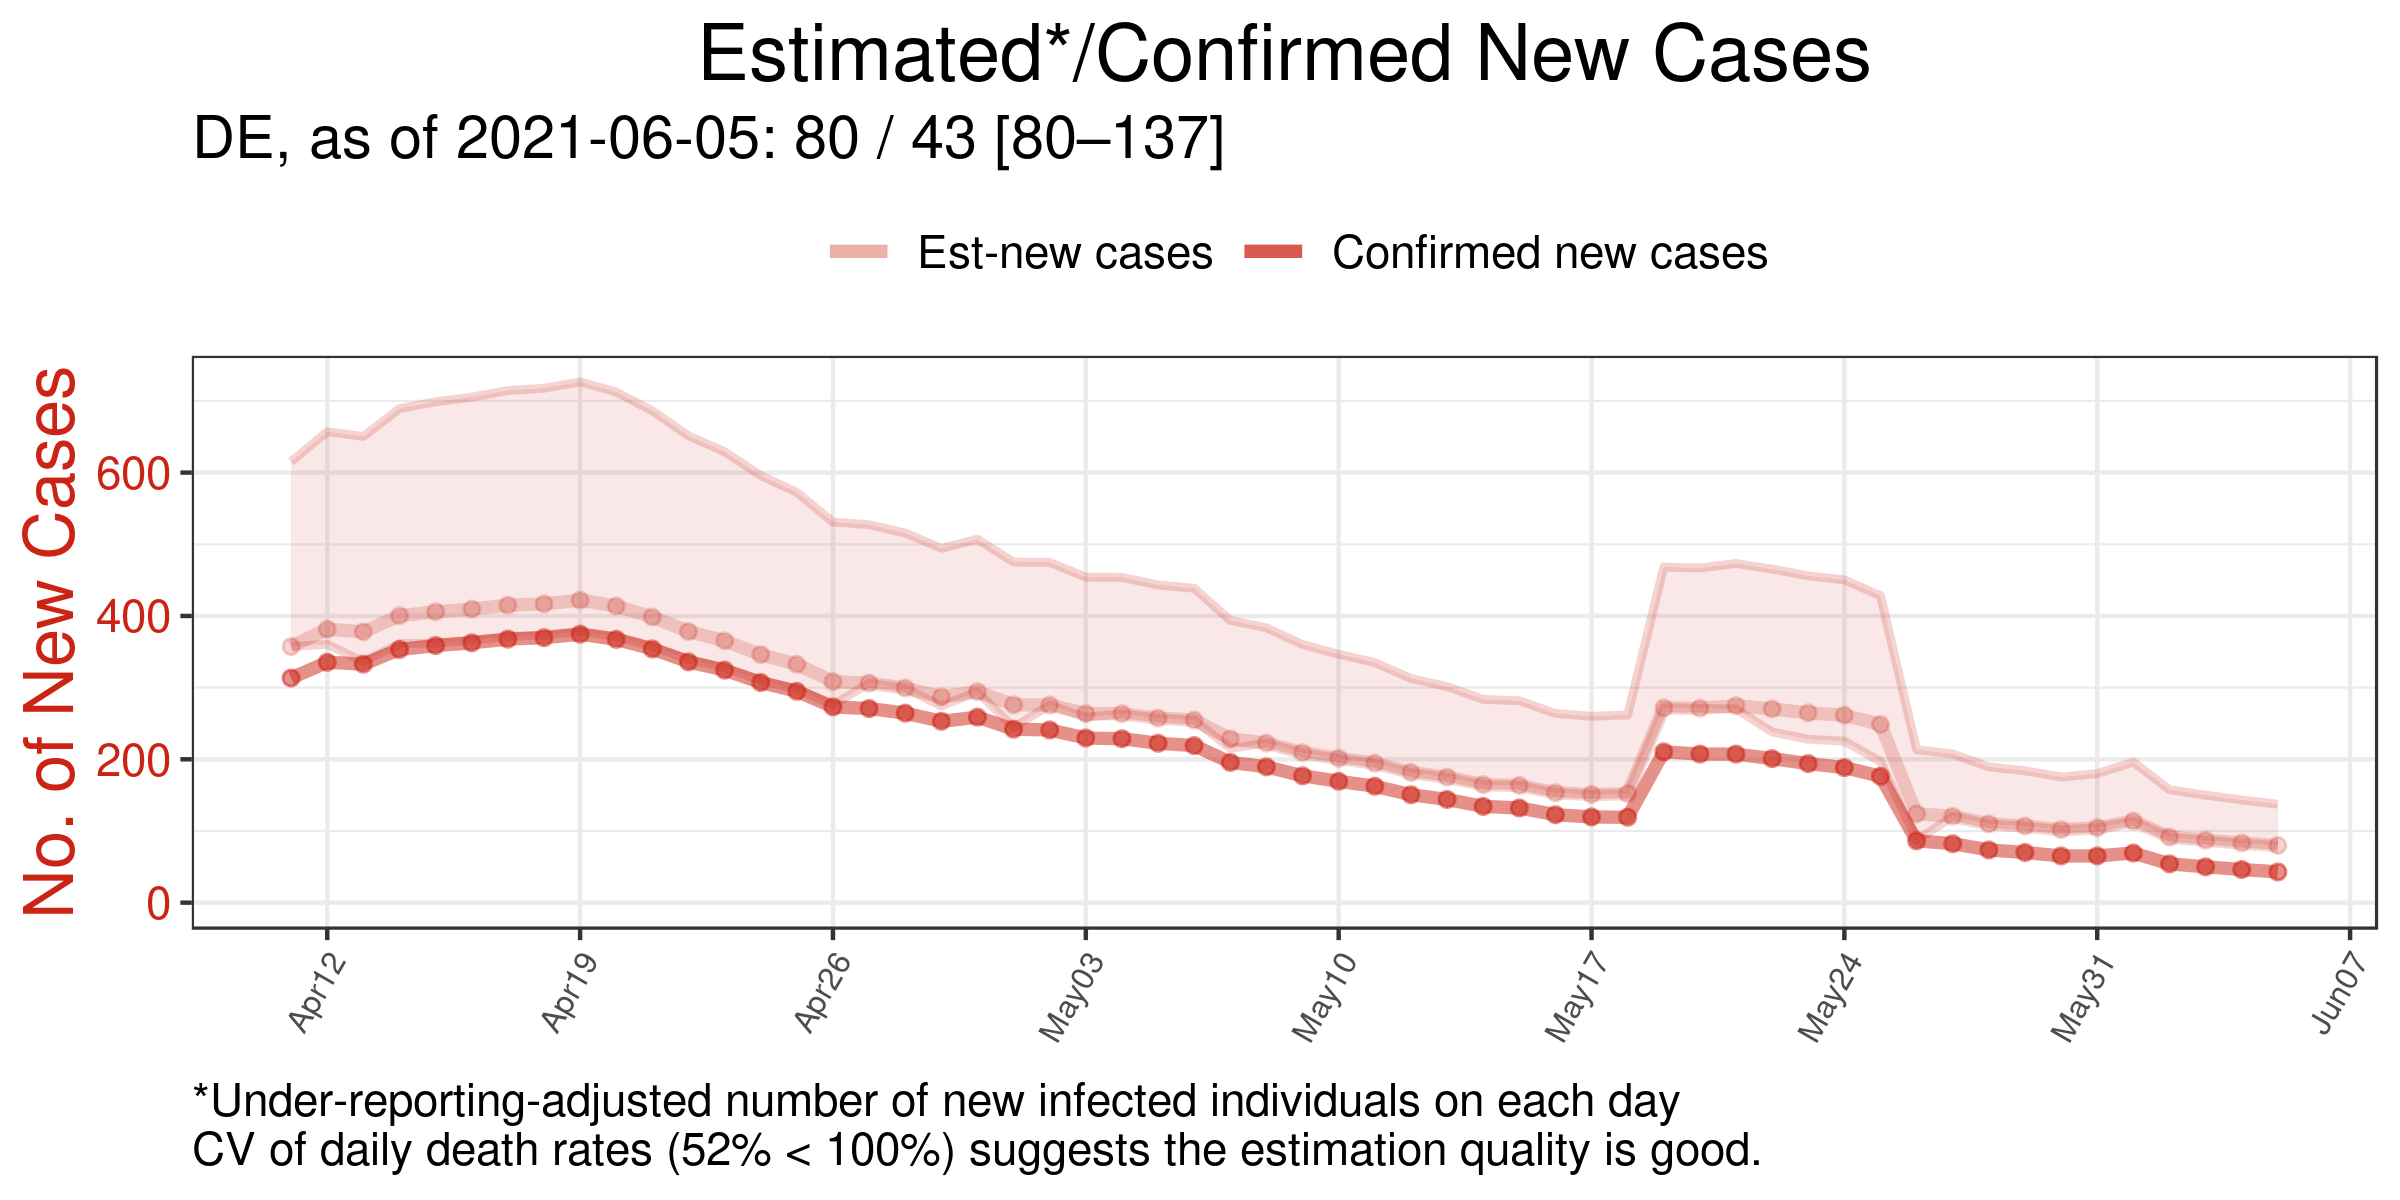 Estimated*/Confirmed New Cases
DE, as of 2021-06-05: 80 / 43 [80–137]
Est-new cases
Confirmed new cases
No. of New Cases
600
400
200
0
Apr12
Apr19
Apr26
May03
May10
May17
May24
May31
Jun07
*Under-reporting-adjusted number of new infected individuals on each day
CV of daily death rates (52% < 100%) suggests the estimation quality is good.